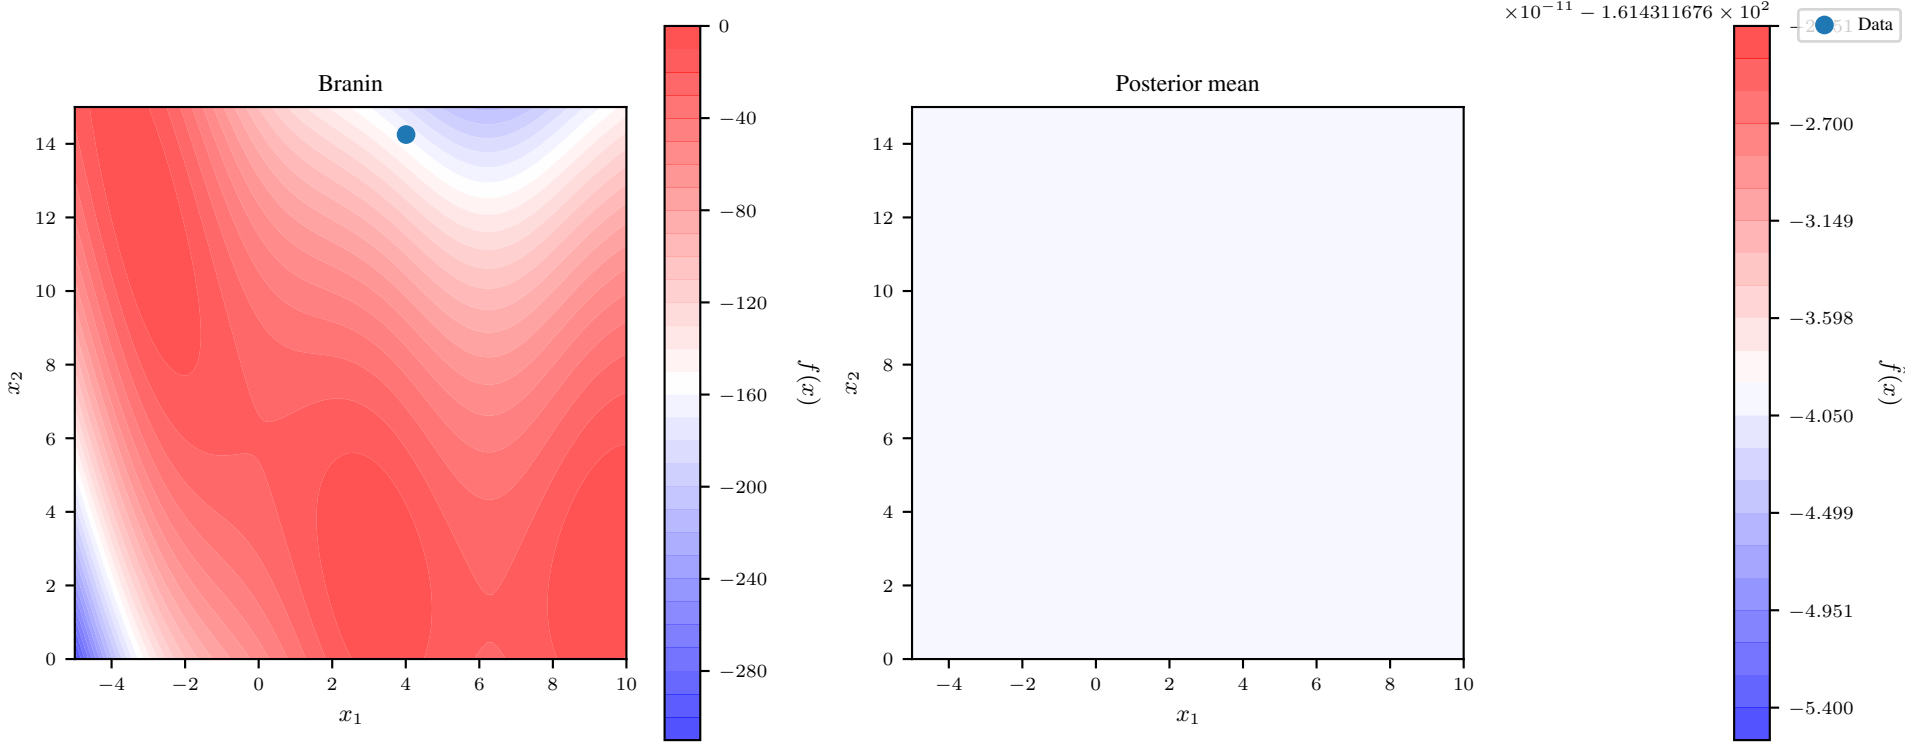 ×10⁻¹¹ − 1.614311676 × 10²
Data
Branin
Posterior mean
0
−40
−80
−120
−160
−200
−240
−280
f(x)
14
12
10
8
6
4
2
0
x₂
−4 −2 0 2 4 6 8 10
x₁
14
12
10
8
6
4
2
0
x₂
−4 −2 0 2 4 6 8 10
x₁
−2.700
−3.149
−3.598
−4.050
−4.499
−4.951
−5.400